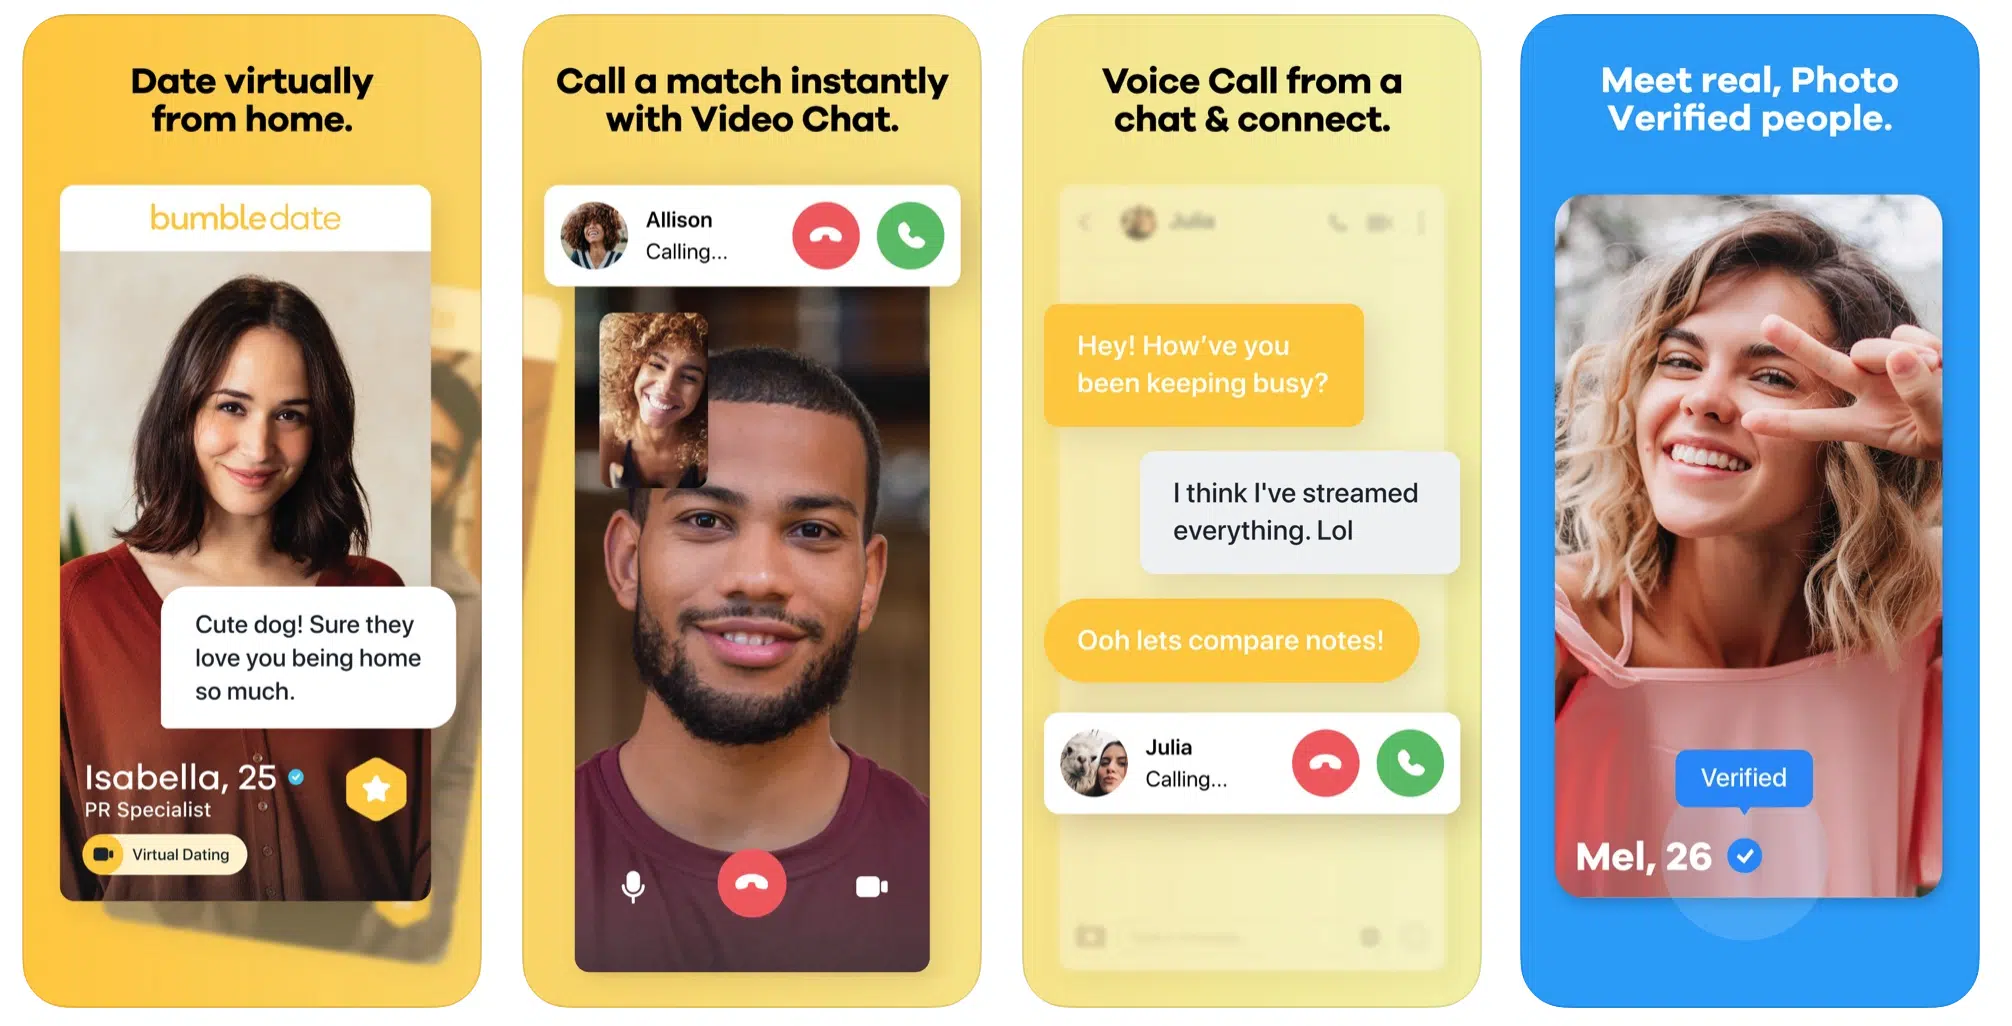 Date virtually
from home.
bumble date
Cute dog! Sure they
love you being home
so much.
Isabella, 25
PR Specialist
Virtual Dating
Call a match instantly
with Video Chat.
Allison
Calling...
Voice Call from a
chat & connect.
Julia
Hey! How've you
been keeping busy?
I think I've streamed
everything. Lol
Ooh lets compare notes!
Julia
Calling...
Meet real, Photo
Verified people.
Verified
Mel, 26